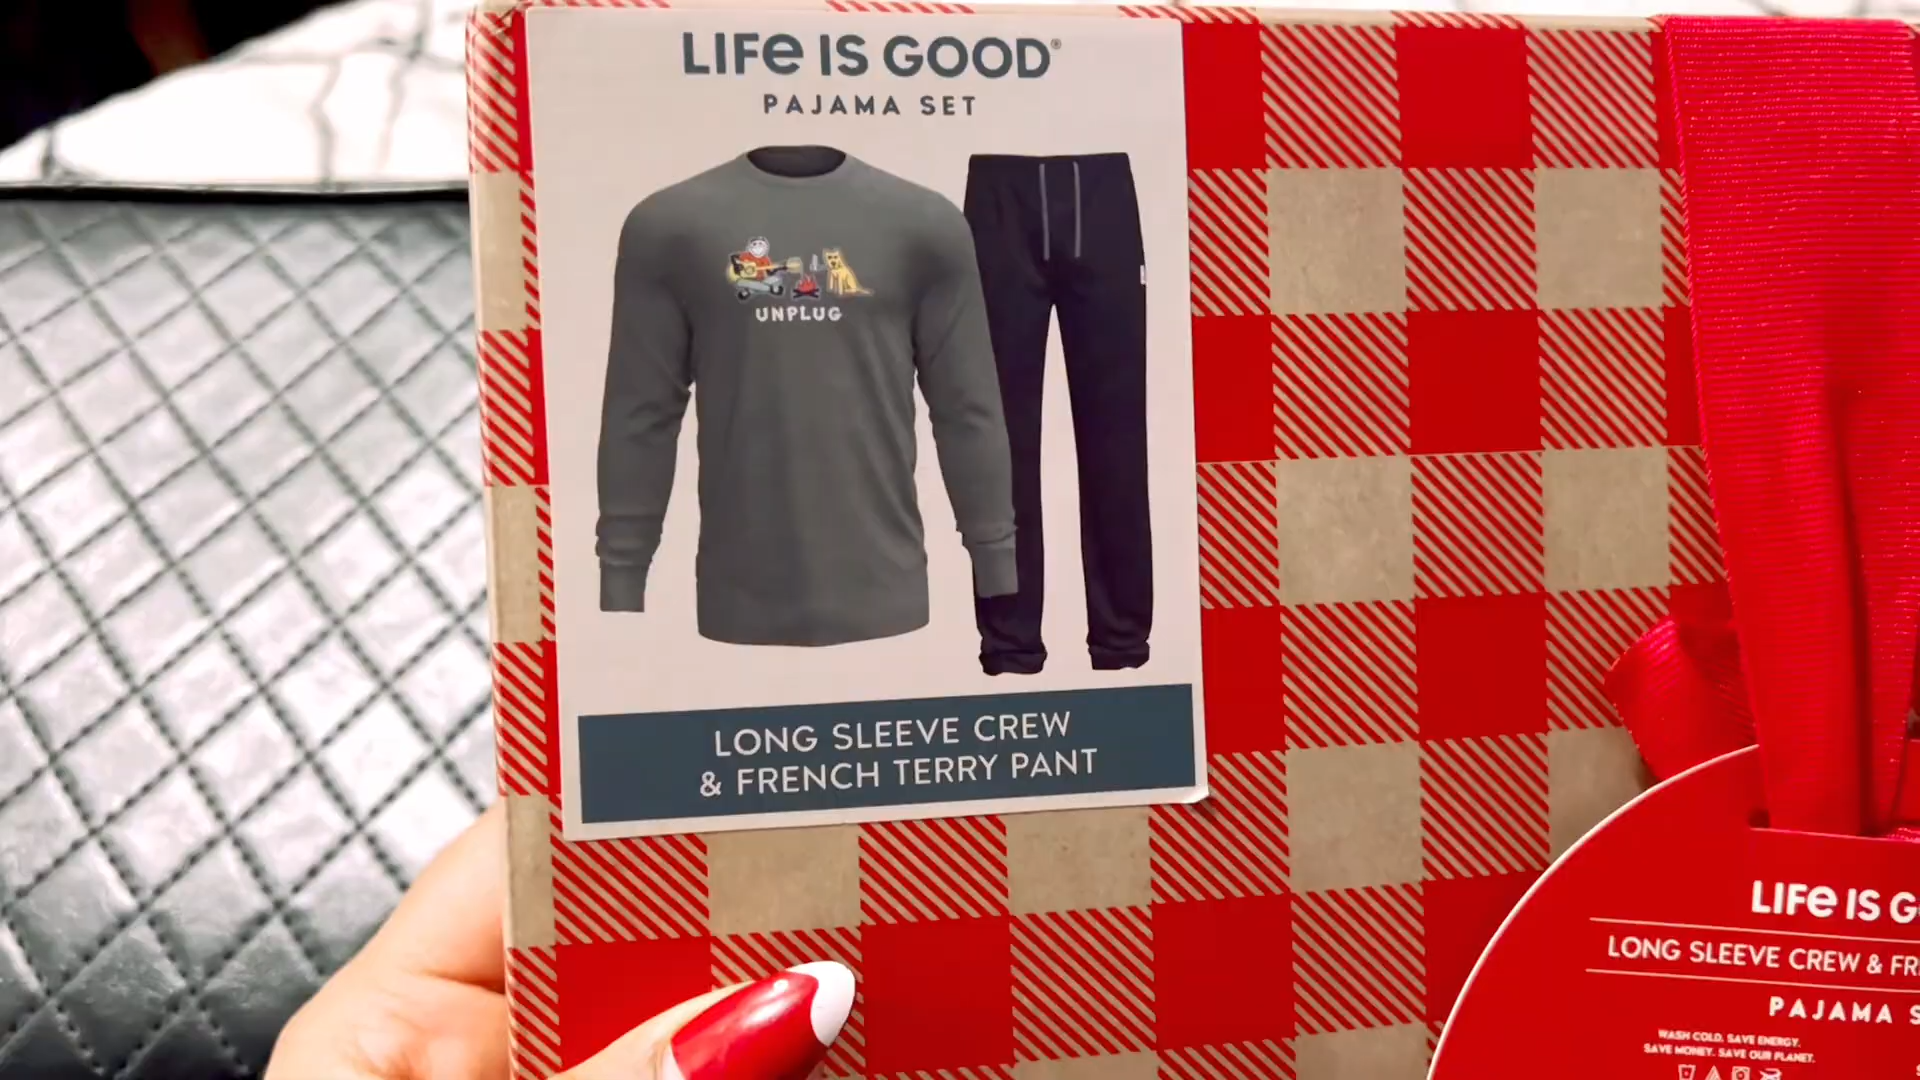 LIFe IS GOOD®
PAJAMA SET
UNPLUG
LONG SLEEVE CREW
& FRENCH TERRY PANT
LIFe IS G
LONG SLEEVE CREW & FR
PAJAMA S
WASH COLD. SAVE ENERGY.
SAVE MONEY. SAVE OUR PLANET.